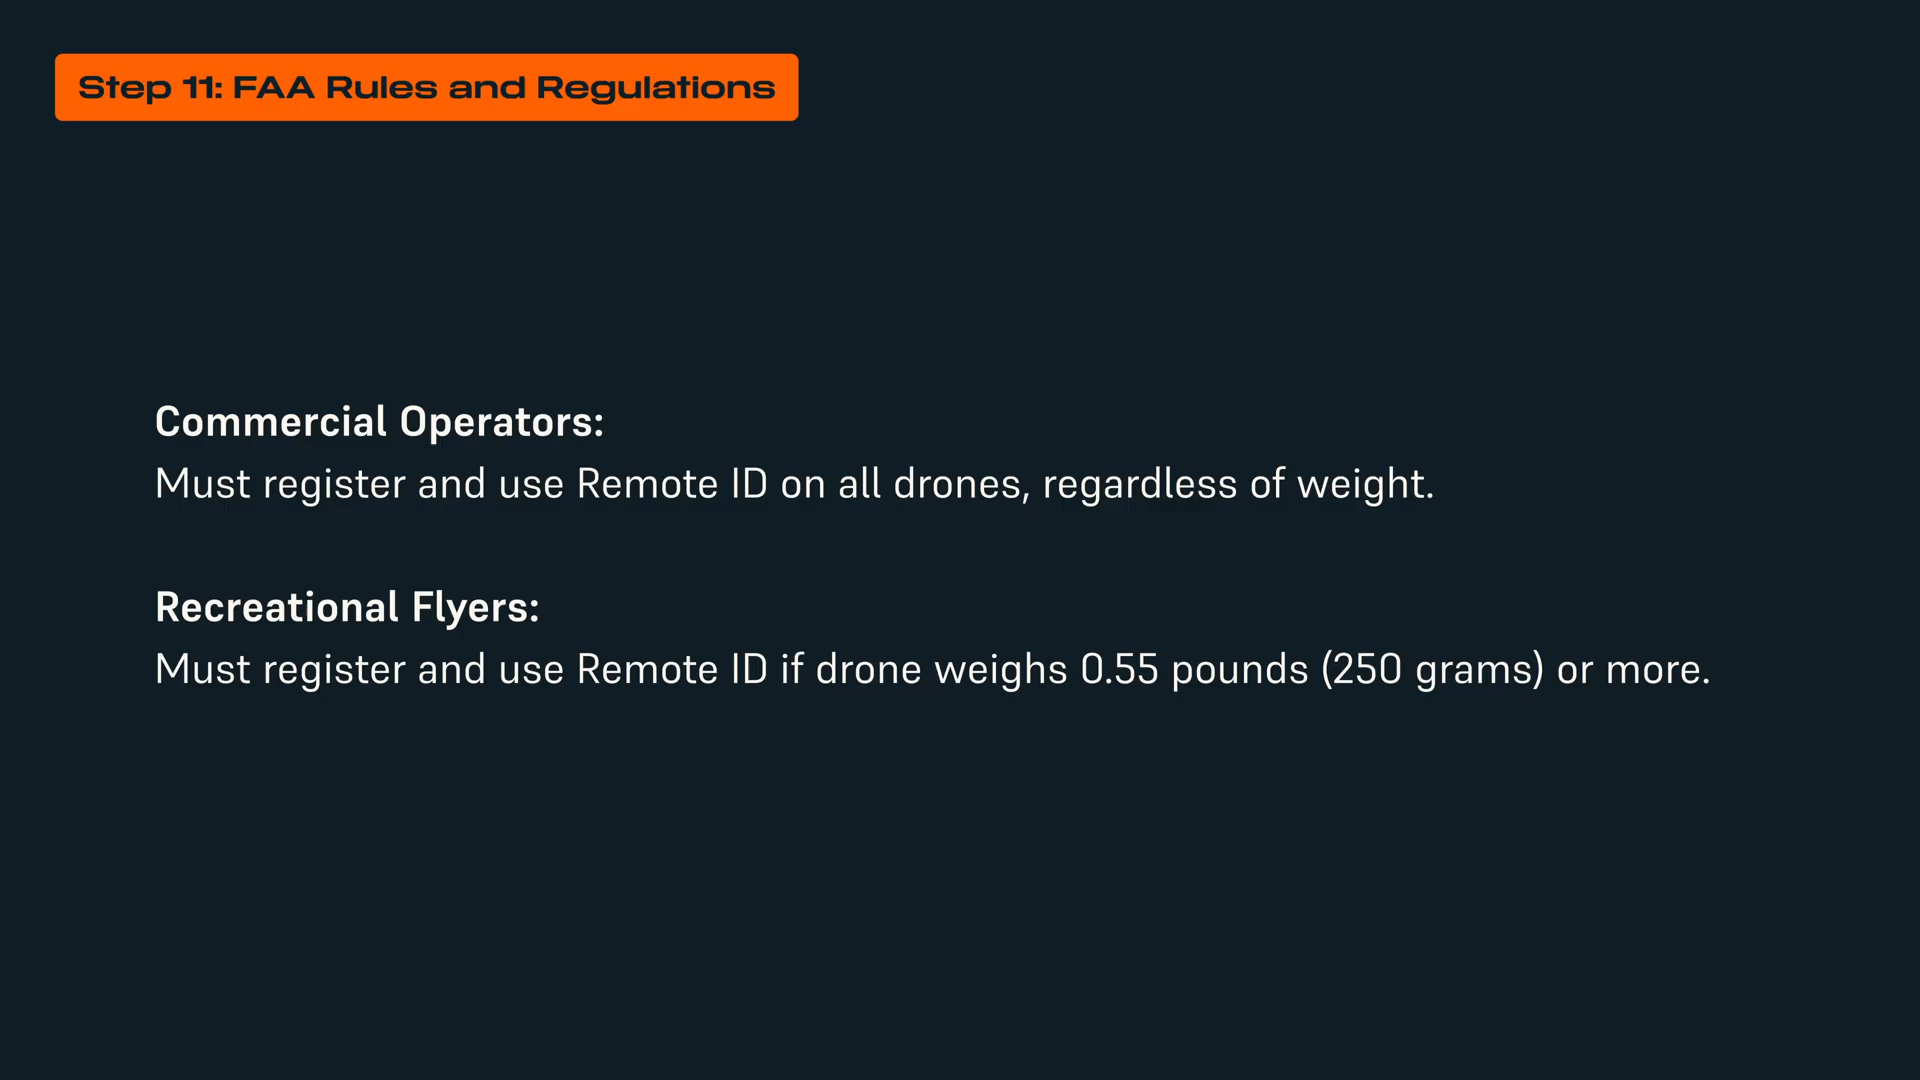 Step 11: FAA Rules and Regulations
Commercial Operators:
Must register and use Remote ID on all drones, regardless of weight.
Recreational Flyers:
Must register and use Remote ID if drone weighs 0.55 pounds (250 grams) or more.